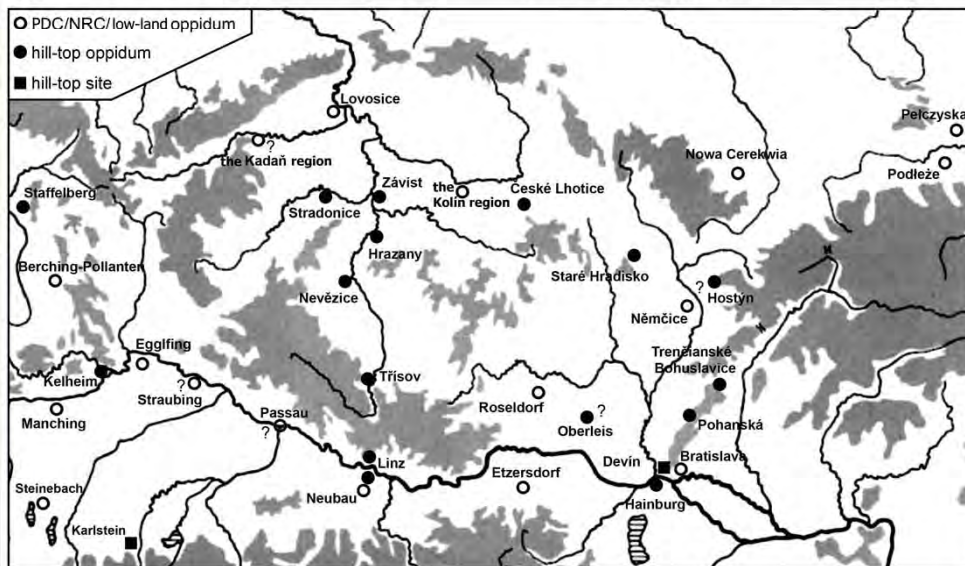 PDC/NRC/low-land oppidum
hill-top oppidum
hill-top site
Lovosice
Pełczyska
?
the Kadaň region
Nowa Cerekwia
Podłeże
Staffelberg
Stradonice
Závist
the
Kolín region
České Lhotice
Hrazany
Berching-Pollanten
Nevězice
Staré Hradisko
?
Hostýn
Němčice
Egglfing
Trenčianské
Bohuslavice
Kelheim
?
Straubing
Třísov
Manching
Roseldorf
?
Oberleis
Pohanská
Passau
?
Linz
Etzersdorf
Devín
Bratislava
Steinebach
Neubau
Hainburg
Karlstein